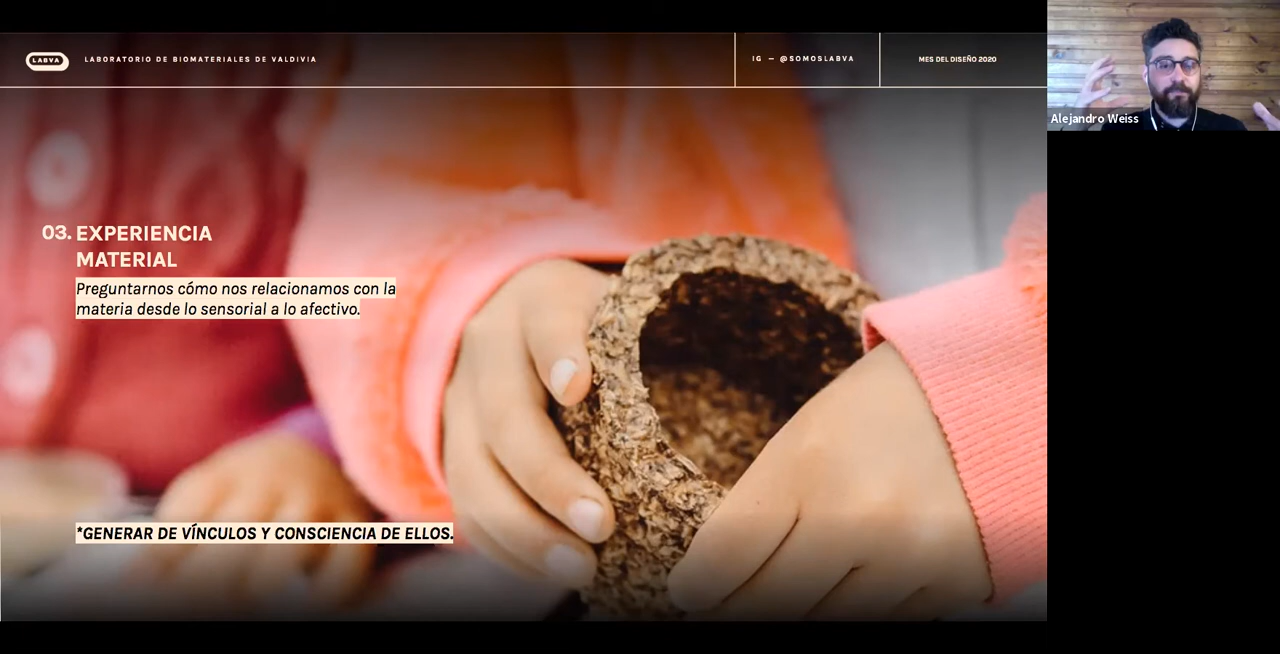 LABVA
LABORATORIO DE BIOMATERIALES DE VALDIVIA
IG — @SOMOSLABVA
MES DEL DISEÑO 2020
Alejandro Weiss
03. EXPERIENCIA
MATERIAL
Preguntarnos cómo nos relacionamos con la
materia desde lo sensorial a lo afectivo.
*GENERAR DE VÍNCULOS Y CONSCIENCIA DE ELLOS.